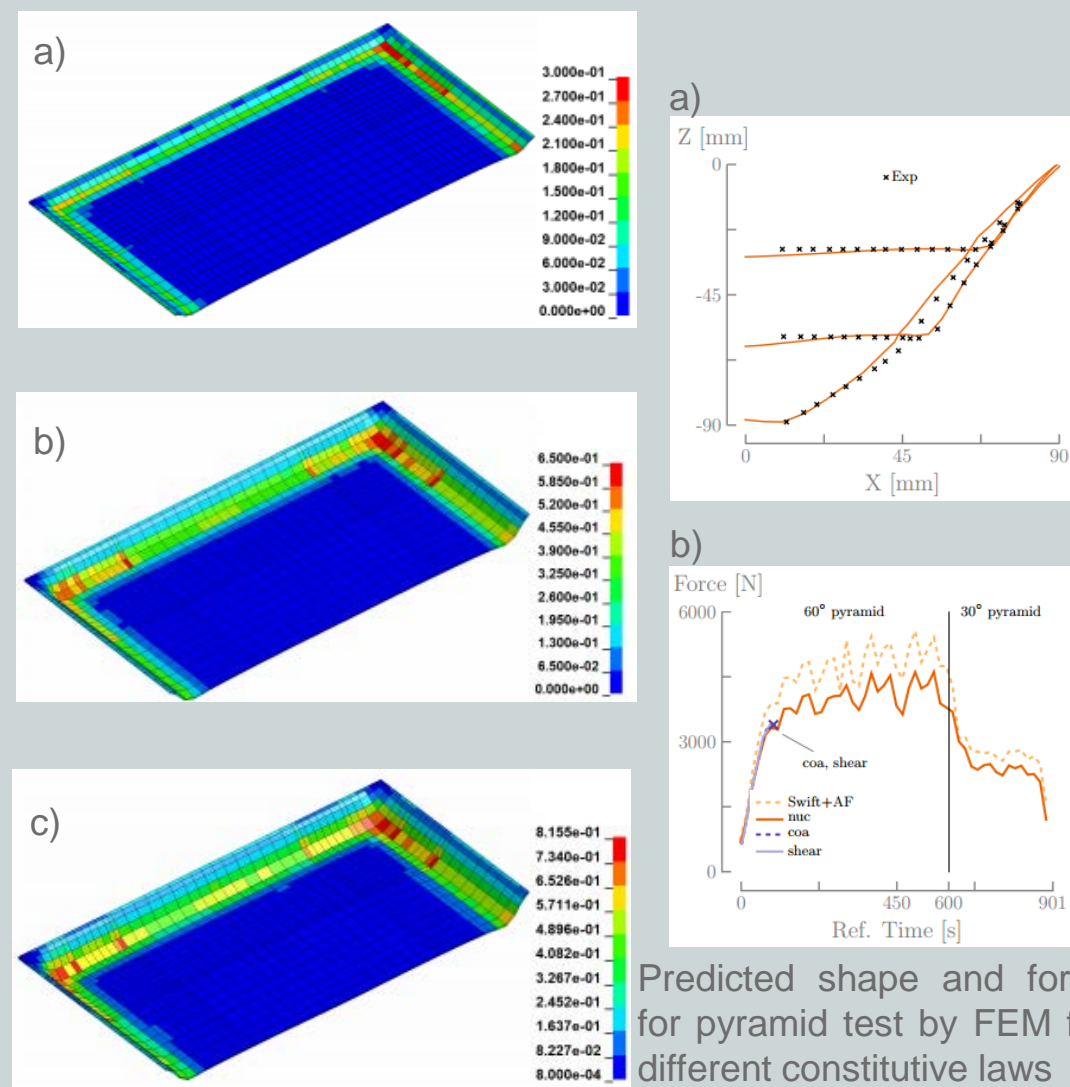 a)
3.000e-01
2.700e-01
2.400e-01
2.100e-01
1.800e-01
1.500e-01
1.200e-01
9.000e-02
6.000e-02
3.000e-02
0.000e+00
b)
6.500e-01
5.850e-01
5.200e-01
4.550e-01
3.900e-01
3.250e-01
2.600e-01
1.950e-01
1.300e-01
6.500e-02
0.000e+00
c)
8.155e-01
7.340e-01
6.526e-01
5.711e-01
4.896e-01
4.082e-01
3.267e-01
2.452e-01
1.637e-01
8.227e-02
8.000e-04
a)
Z [mm]
0
Exp
-45
-90
0 45 90
X [mm]
b)
Force [N]
6000 60° pyramid 30° pyramid
3000
coa, shear
Swift+AF
nuc
coa
shear
0
0 450 600 901
Ref. Time [s]
Predicted shape and for
for pyramid test by FEM f
different constitutive laws